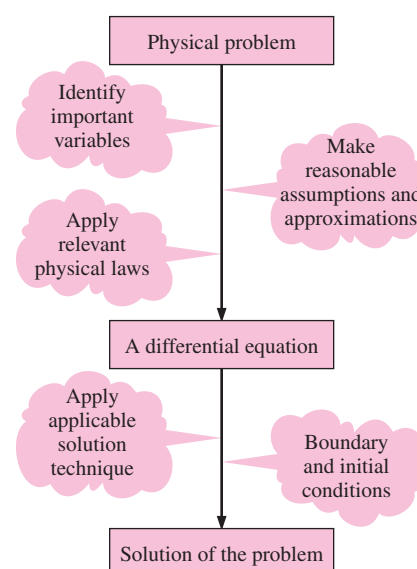 Physical problem
Identify
important
variables
Make
reasonable
assumptions and
approximations
Apply
relevant
physical laws
A differential equation
Apply
applicable
solution
technique
Boundary
and initial
conditions
Solution of the problem